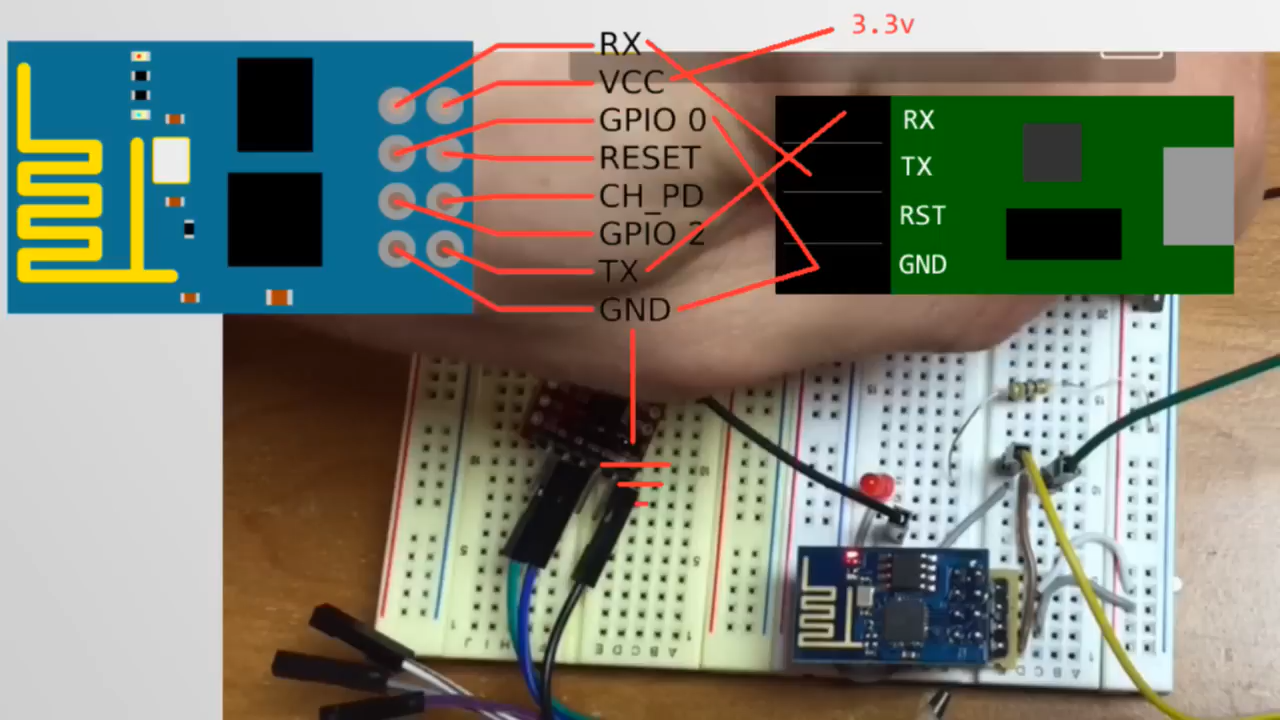 3.3v
RX
VCC
GPIO 0
RESET
CH_PD
GPIO 2
TX
GND
RX
TX
RST
GND